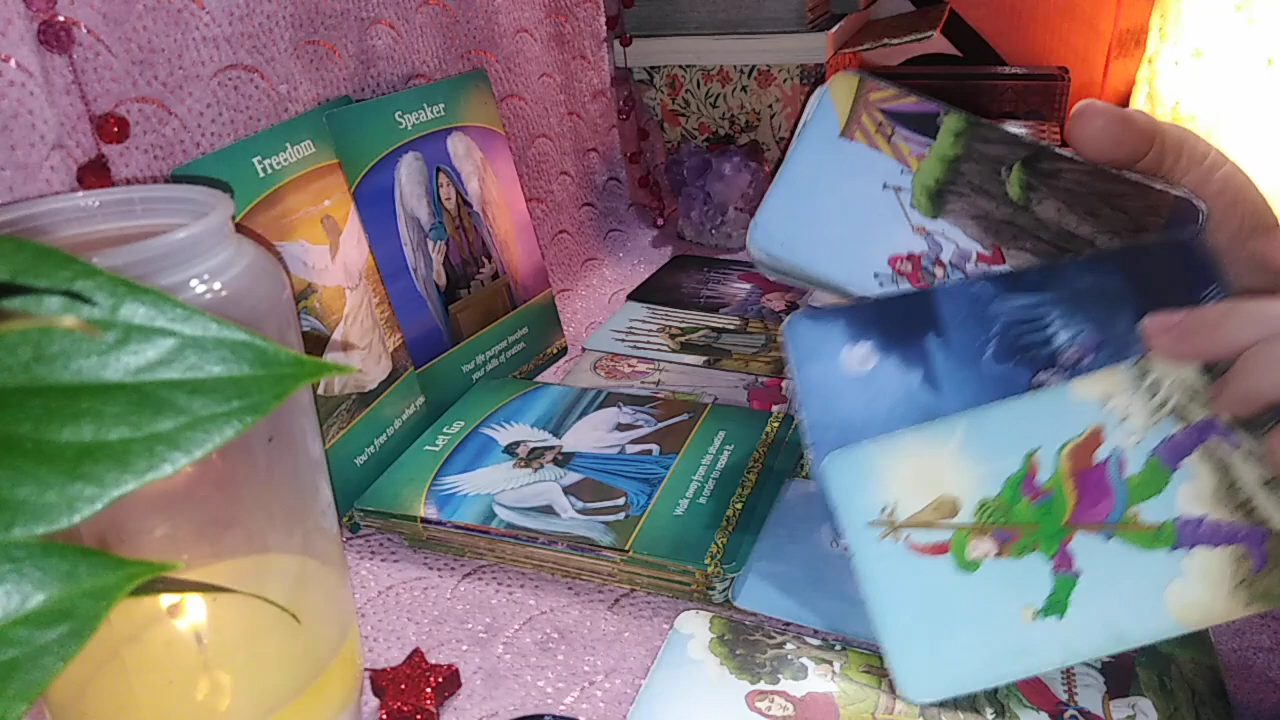 Freedom
You're free to do what you
Speaker
Your life purpose involves
your skills of oration.
Let Go
Walk away from this situation
in order to resolve it.